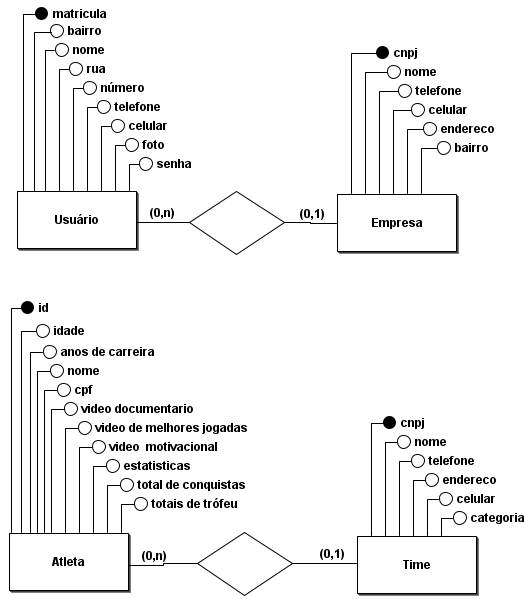 matricula
bairro
nome
rua
número
telefone
celular
foto
senha
cnpj
nome
telefone
celular
endereco
bairro
Usuário
(0,n)
(0,1)
Empresa
id
idade
anos de carreira
nome
cpf
video documentario
video de melhores jogadas
video motivacional
estatisticas
total de conquistas
totais de trófeu
cnpj
nome
telefone
endereco
celular
categoria
Atleta
(0,n)
(0,1)
Time